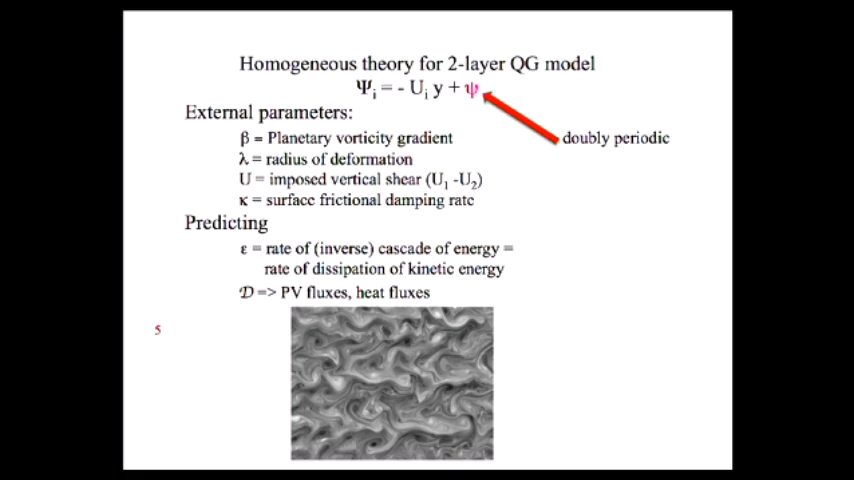 Homogeneous theory for 2-layer QG model
Ψᵢ = - Uᵢ y + ψ
External parameters:
β = Planetary vorticity gradient
doubly periodic
λ = radius of deformation
U = imposed vertical shear (U₁ -U₂)
κ = surface frictional damping rate
Predicting
ε = rate of (inverse) cascade of energy =
rate of dissipation of kinetic energy
𝒟 => PV fluxes, heat fluxes
5